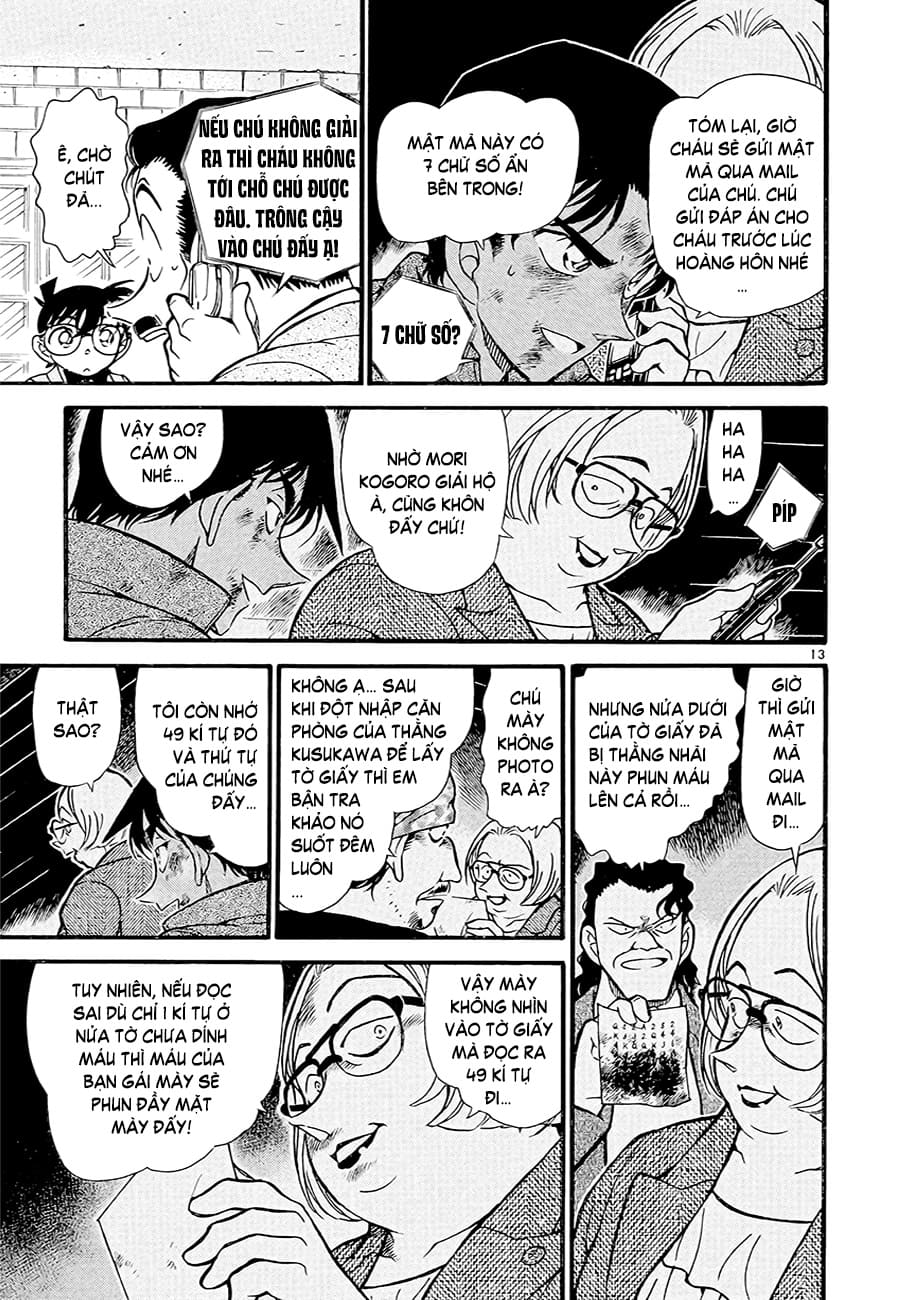 TÓM LẠI, GIỜ
CHÁU SẼ GỬI MẬT
MÃ QUA MAIL
CỦA CHÚ. CHÚ
GỬI ĐÁP ÁN CHO
CHÁU TRƯỚC LÚC
HOÀNG HÔN NHÉ
...
MẬT MÃ NÀY CÓ
7 CHỮ SỐ ẨN
BÊN TRONG!
7 CHỮ SỐ?
NẾU CHÚ KHÔNG GIẢI
RA THÌ CHÁU KHÔNG
TỚI CHỖ CHÚ ĐƯỢC
ĐÂU. TRÔNG CẬY
VÀO CHÚ ĐẤY Ạ!
Ê, CHỜ
CHÚT
ĐÃ...
HA
HA
HA
...
PÍP
NHỜ MORI
KOGORO GIẢI HỘ
À, CŨNG KHÔN
ĐẤY CHỨ!
VẬY SAO?
CẢM ƠN
NHÉ...
13
GIỜ
THÌ GỬI
MẬT
MÃ
QUA
MAIL
ĐI...
NHƯNG NỬA DƯỚI
CỦA TỜ GIẤY ĐÃ
BỊ THẰNG NHÃI
NÀY PHUN MÁU
LÊN CẢ RỒI...
CHÚ
MÀY
KHÔNG
PHOTO
RA À?
KHÔNG Ạ... SAU
KHI ĐỘT NHẬP CĂN
PHÒNG CỦA THẰNG
KUSUKAWA ĐỂ LẤY
TỜ GIẤY THÌ EM
BẬN TRA
KHẢO NÓ
SUỐT ĐÊM
LUÔN
...
TÔI CÒN NHỚ
49 KÍ TỰ ĐÓ
VÀ THỨ TỰ
CỦA CHÚNG
ĐẤY...
THẬT
SAO?
VẬY MÀY
KHÔNG NHÌN
VÀO TỜ GIẤY
MÀ ĐỌC RA
49 KÍ TỰ
ĐI...
TUY NHIÊN, NẾU ĐỌC
SAI DÙ CHỈ 1 KÍ TỰ Ở
NỬA TỜ CHƯA DÍNH
MÁU THÌ MÁU CỦA
BẠN GÁI MÀY SẼ
PHUN ĐẦY MẶT
MÀY ĐẤY!